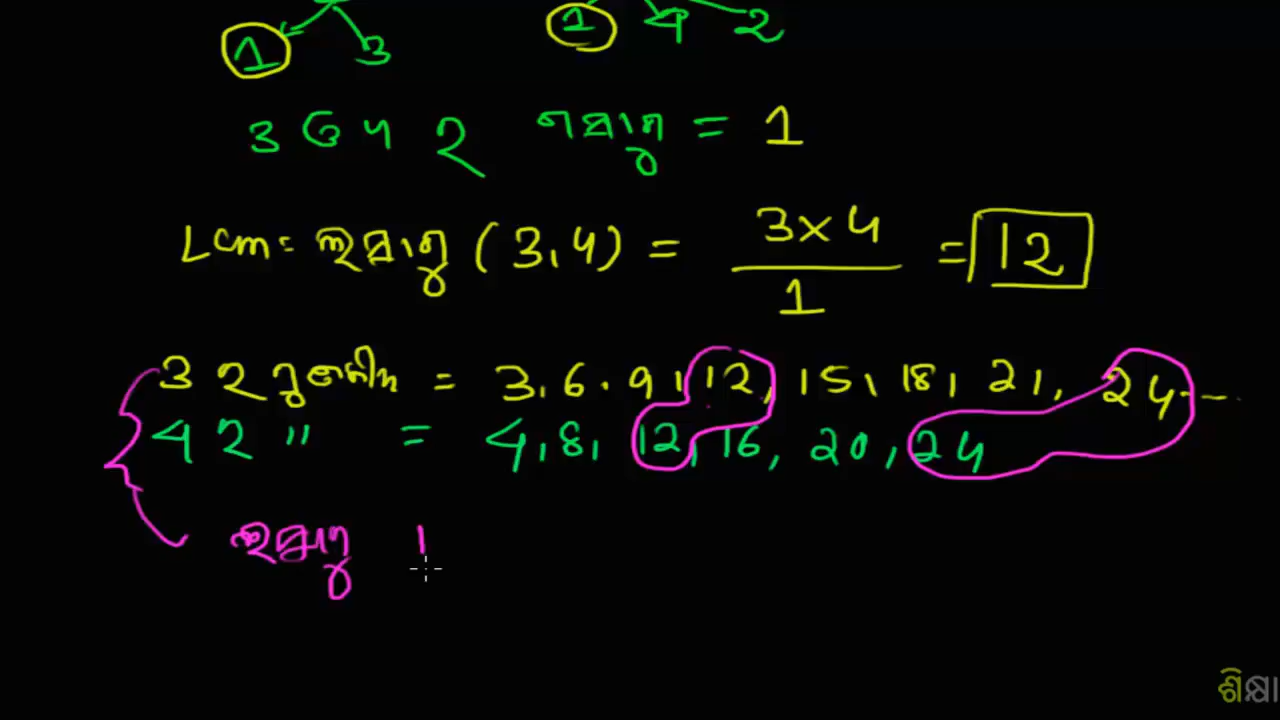 1 3 1 4 2
3 ଓ 4 ର ଗସାଗୁ = 1
Lcm = ଲସାଗୁ (3,4) = 3×4 / 1 = 12
3 ର ଗୁଣନୀୟ = 3, 6, 9, 12, 15, 18, 21, 24 - -
4 ର " = 4, 8, 12, 16, 20, 24
ଲସାଗୁ 1
ଶିକ୍ଷା